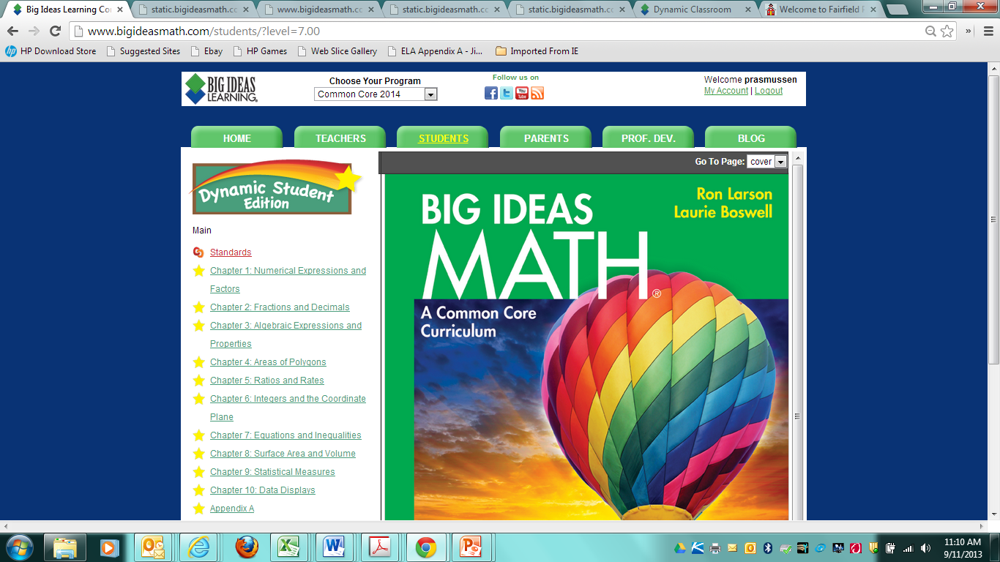 Big Ideas Learning Co
static.bigideasmath.co
www.bigideasmath.co
static.bigideasmath.co
static.bigideasmath.co
Dynamic Classroom
Welcome to Fairfield
www.bigideasmath.com/students/?level=7.00
HP Download Store
Suggested Sites
Ebay
HP Games
Web Slice Gallery
ELA Appendix A - Ji...
Imported From IE
BIG IDEAS
LEARNING
Choose Your Program
Common Core 2014
Follow us on
You
Tube
Welcome prasmussen
My Account | Logout
HOME
TEACHERS
STUDENTS
PARENTS
PROF. DEV.
BLOG
Dynamic Student
Edition
Main
Standards
Chapter 1: Numerical Expressions and
Factors
Chapter 2: Fractions and Decimals
Chapter 3: Algebraic Expressions and
Properties
Chapter 4: Areas of Polygons
Chapter 5: Ratios and Rates
Chapter 6: Integers and the Coordinate
Plane
Chapter 7: Equations and Inequalities
Chapter 8: Surface Area and Volume
Chapter 9: Statistical Measures
Chapter 10: Data Displays
Appendix A
Go To Page: cover
Ron Larson
Laurie Boswell
BIG IDEAS
MATH®
A Common Core
Curriculum
11:10 AM
9/11/2013